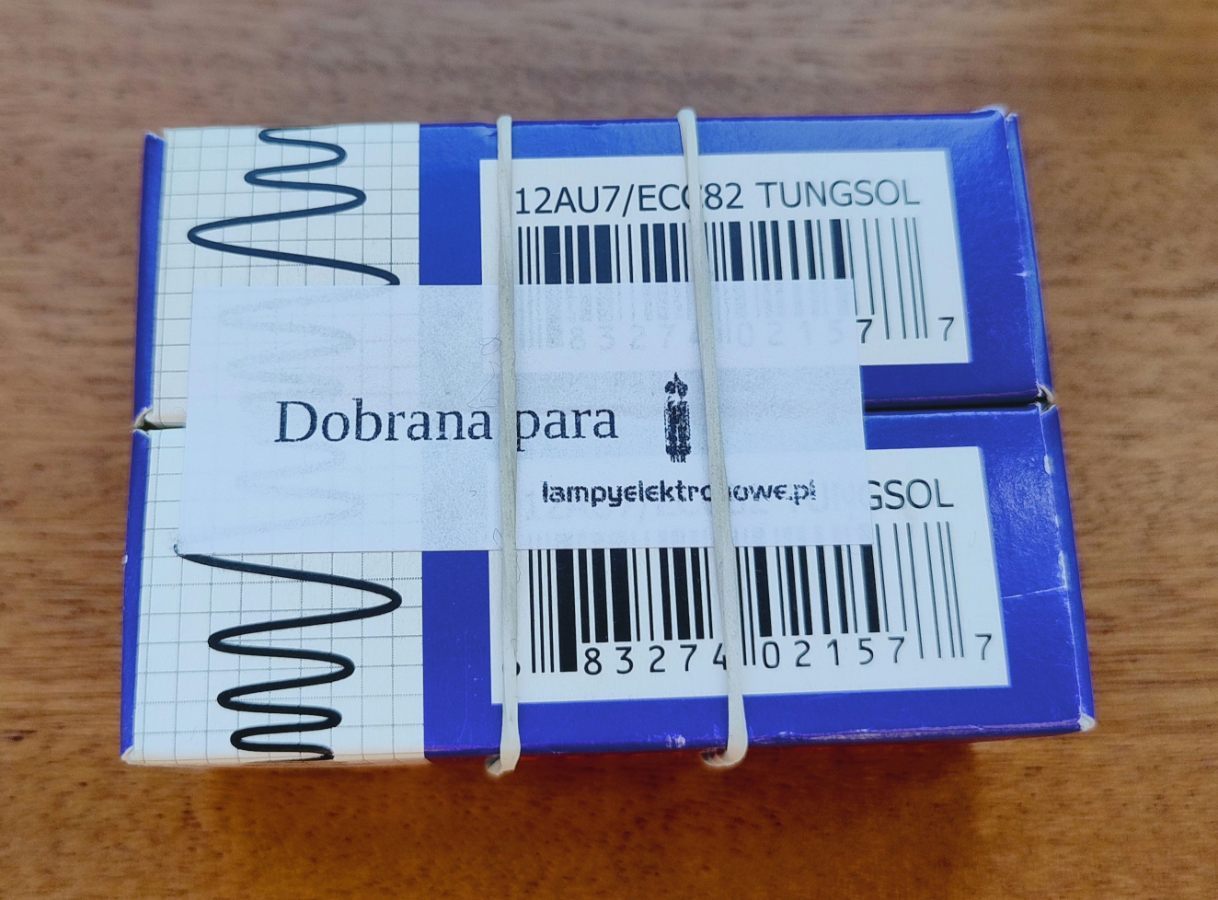 12AU7/ECC82 TUNGSOL
83274 02157 7
Dobrana para
lampyelektronowe.pl
GSOL
83274 02157 7